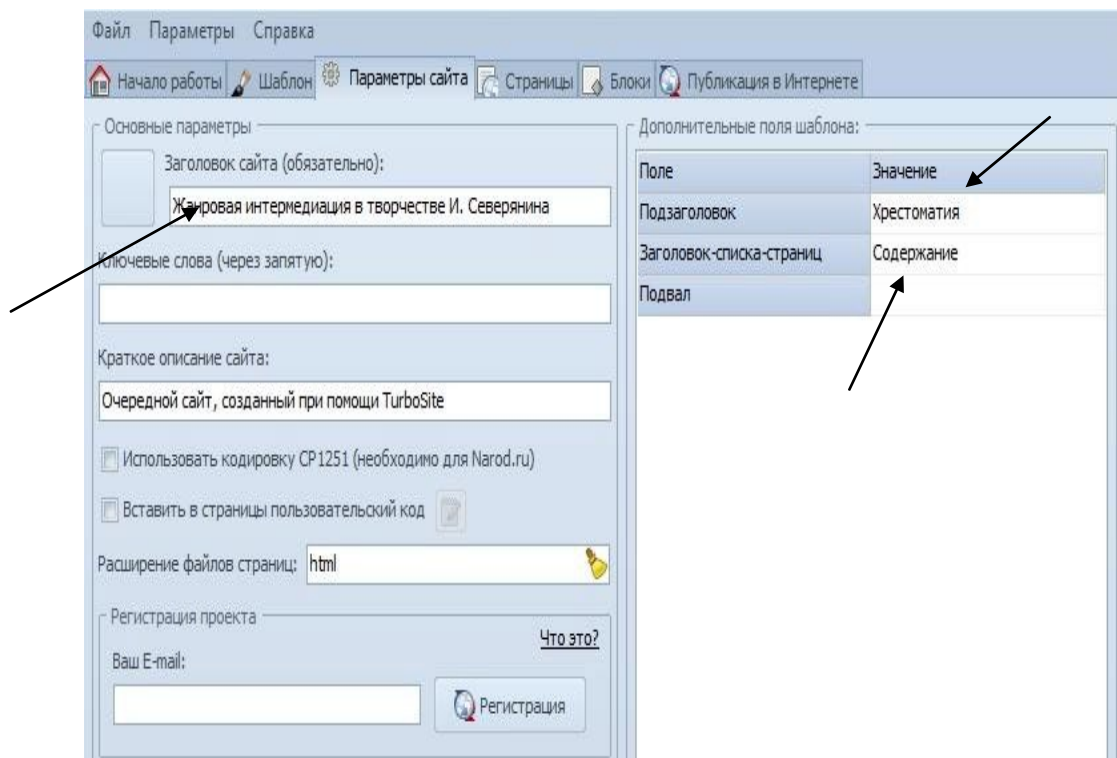 Файл Параметры Справка
Начало работы Шаблон Параметры сайта Страницы Блоки Публикация в Интернете
Основные параметры
Заголовок сайта (обязательно):
Жанровая интермедиация в творчестве И. Северянина
Ключевые слова (через запятую):
Краткое описание сайта:
Очередной сайт, созданный при помощи TurboSite
Использовать кодировку CP1251 (необходимо для Narod.ru)
Вставить в страницы пользовательский код
Расширение файлов страниц: html
Регистрация проекта
Что это?
Ваш E-mail:
Регистрация
Дополнительные поля шаблона:
Поле Значение
Подзаголовок Хрестоматия
Заголовок-списка-страниц Содержание
Подвал